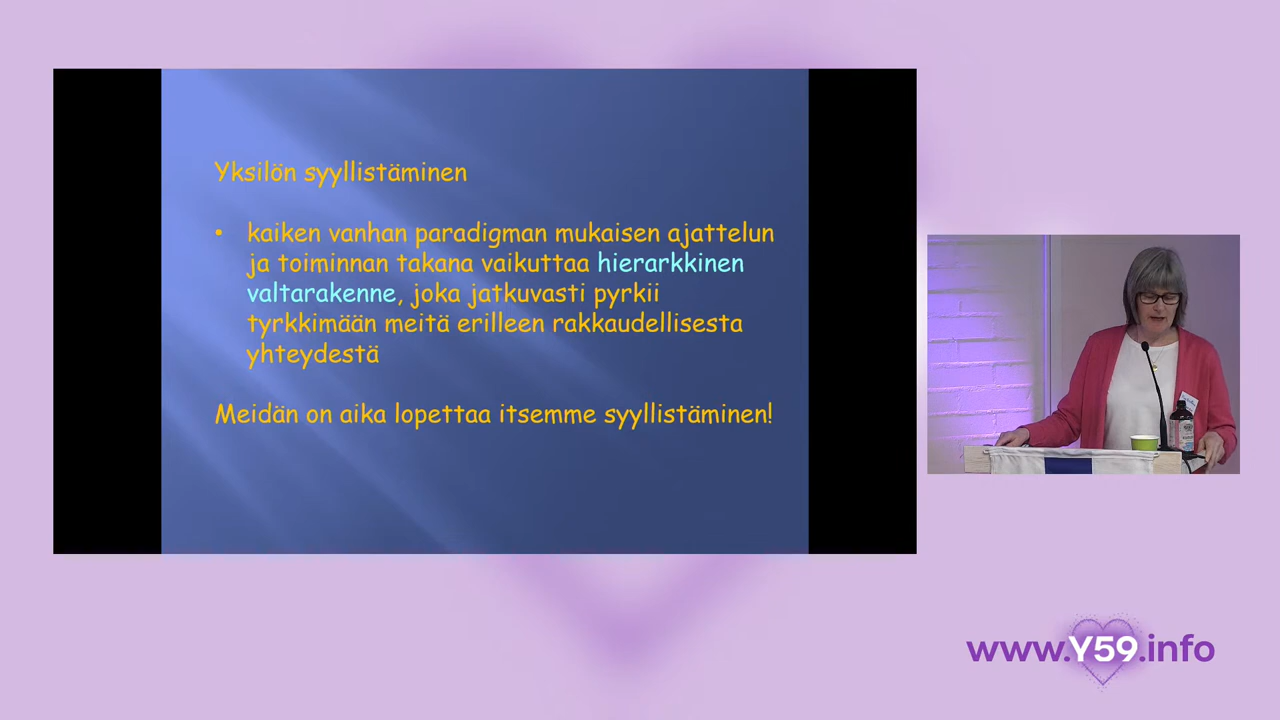 Yksilön syyllistäminen
• kaiken vanhan paradigman mukaisen ajattelun
ja toiminnan takana vaikuttaa hierarkkinen
valtarakenne, joka jatkuvasti pyrkii
tyrkkimään meitä erilleen rakkaudellisesta
yhteydestä
Meidän on aika lopettaa itsemme syyllistäminen!
www.Y59.info